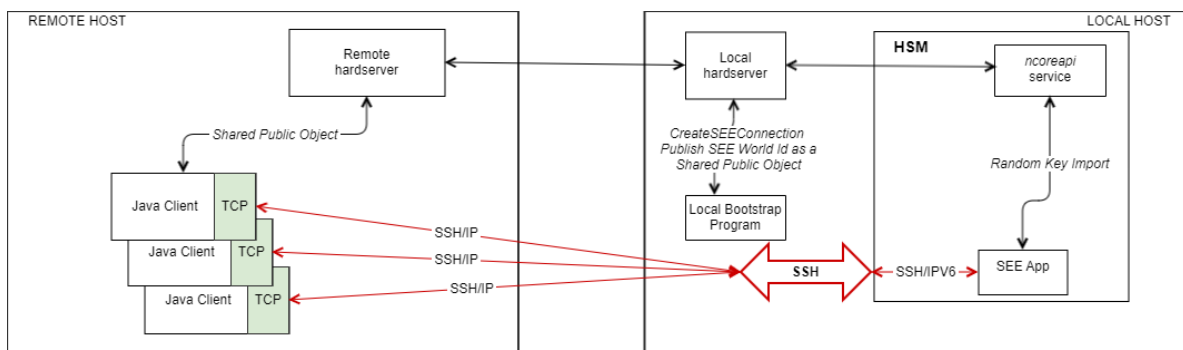 REMOTE HOST
LOCAL HOST
Remote
hardserver
Local
hardserver
HSM
ncoreapi
service
Shared Public Object
CreateSEEConnection
Publish SEE World Id as a
Shared Public Object
Random Key Import
Java Client
TCP
Local Bootstrap
Program
SSH/IP
Java Client
TCP
SSH/IP
SSH
SSH/IPV6
SEE App
Java Client
TCP
SSH/IP